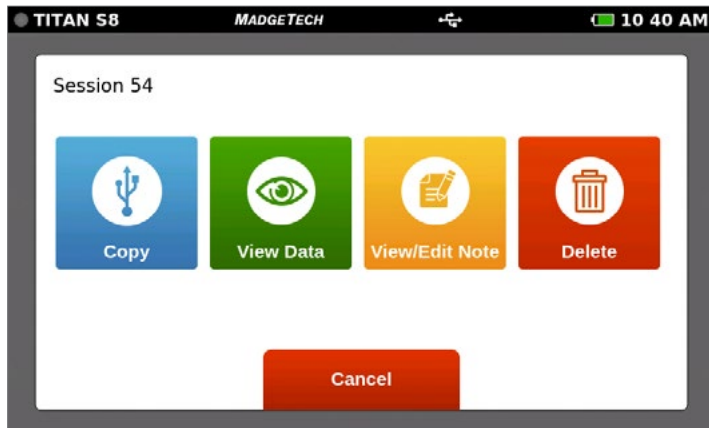 TITAN S8 MADGETECH 10 40 AM
Session 54
Copy View Data View/Edit Note Delete
Cancel